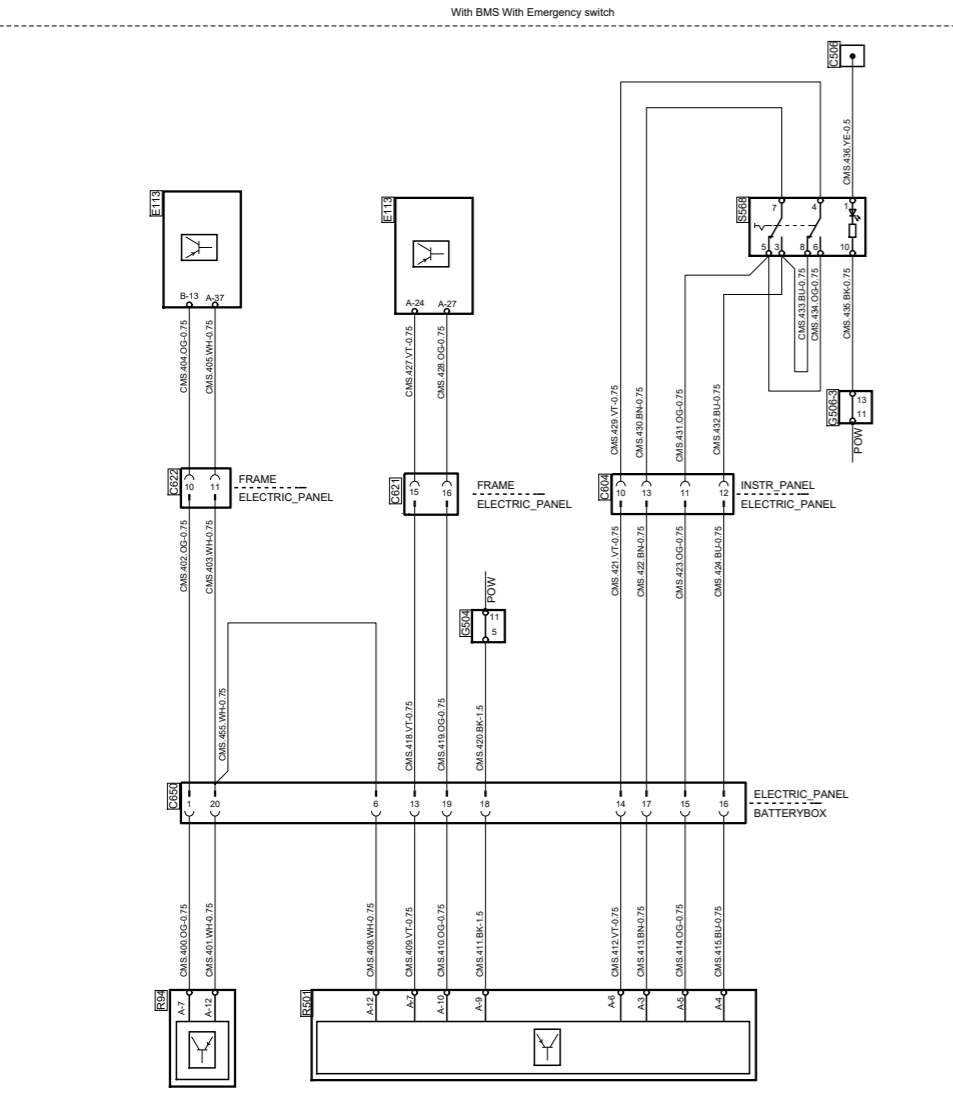 With BMS With Emergency switch
C506
CMS.436.YE-0.5
E113
E113
S568
7
4
1
5
3
8
6
10
B-13
A-37
A-24
A-27
CMS.404.OG-0.75
CMS.405.WH-0.75
CMS.427.VT-0.75
CMS.428.OG-0.75
CMS.433.BU-0.75
CMS.434.OG-0.75
CMS.435.BK-0.5
CMS.429.VT-0.75
CMS.430.BN-0.75
CMS.431.OG-0.75
CMS.432.BU-0.75
G506-3
13
11
POW
C622
10
11
FRAME
ELECTRIC_PANEL
C621
15
16
FRAME
ELECTRIC_PANEL
C604
10
13
11
12
INSTR_PANEL
ELECTRIC_PANEL
CMS.402.OG-0.75
CMS.403.WH-0.75
CMS.421.VT-0.75
CMS.422.BN-0.75
CMS.423.OG-0.75
CMS.424.BU-0.75
POW
G504
11
5
CMS.455.WH-0.75
CMS.418.VT-0.75
CMS.419.OG-0.75
CMS.420.BK-1.5
C650
1
20
6
13
19
18
14
17
15
16
ELECTRIC_PANEL
BATTERYBOX
CMS.400.OG-0.75
CMS.401.WH-0.75
CMS.408.WH-0.75
CMS.409.VT-0.75
CMS.410.OG-0.75
CMS.411.BK-1.5
CMS.412.VT-0.75
CMS.413.BN-0.75
CMS.414.OG-0.75
CMS.415.BU-0.75
R94
A-7
A-12
R501
A-12
A-7
A-10
A-9
A-6
A-3
A-5
A-4